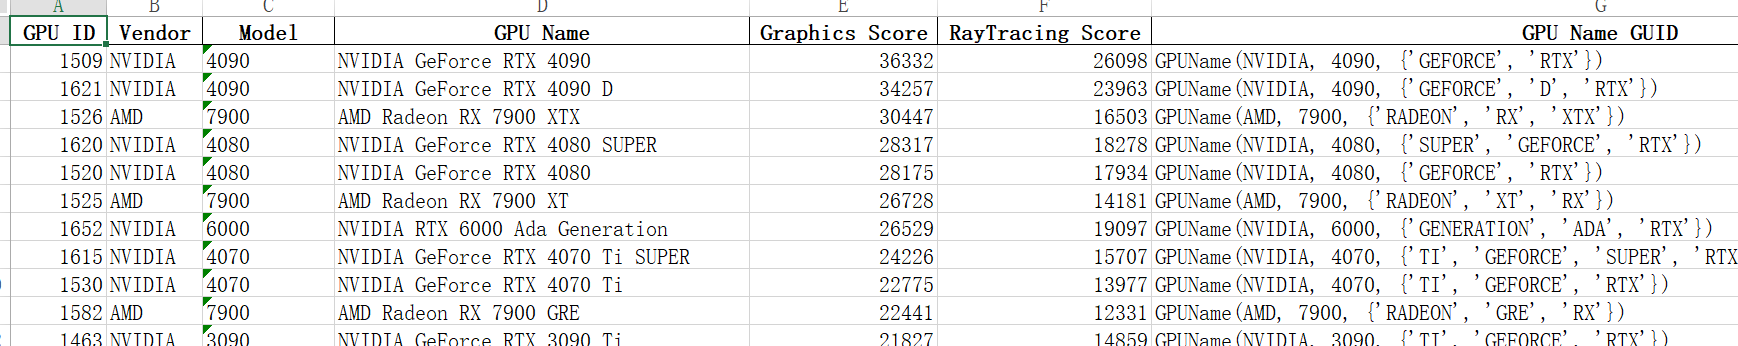 A B C D E F G
GPU ID Vendor Model GPU Name Graphics Score RayTracing Score GPU Name GUID
1509 NVIDIA 4090 NVIDIA GeForce RTX 4090 36332 26098 GPUName(NVIDIA, 4090, {'GEFORCE', 'RTX'})
1621 NVIDIA 4090 NVIDIA GeForce RTX 4090 D 34257 23963 GPUName(NVIDIA, 4090, {'GEFORCE', 'D', 'RTX'})
1526 AMD 7900 AMD Radeon RX 7900 XTX 30447 16503 GPUName(AMD, 7900, {'RADEON', 'RX', 'XTX'})
1620 NVIDIA 4080 NVIDIA GeForce RTX 4080 SUPER 28317 18278 GPUName(NVIDIA, 4080, {'SUPER', 'GEFORCE', 'RTX'})
1520 NVIDIA 4080 NVIDIA GeForce RTX 4080 28175 17934 GPUName(NVIDIA, 4080, {'GEFORCE', 'RTX'})
1525 AMD 7900 AMD Radeon RX 7900 XT 26728 14181 GPUName(AMD, 7900, {'RADEON', 'XT', 'RX'})
1652 NVIDIA 6000 NVIDIA RTX 6000 Ada Generation 26529 19097 GPUName(NVIDIA, 6000, {'GENERATION', 'ADA', 'RTX'})
1615 NVIDIA 4070 NVIDIA GeForce RTX 4070 Ti SUPER 24226 15707 GPUName(NVIDIA, 4070, {'TI', 'GEFORCE', 'SUPER', 'RTX
1530 NVIDIA 4070 NVIDIA GeForce RTX 4070 Ti 22775 13977 GPUName(NVIDIA, 4070, {'TI', 'GEFORCE', 'RTX'})
1582 AMD 7900 AMD Radeon RX 7900 GRE 22441 12331 GPUName(AMD, 7900, {'RADEON', 'GRE', 'RX'})
1463 NVIDIA 3090 NVIDIA GeForce RTX 3090 Ti 21827 14859 GPUName(NVIDIA, 3090, {'TI', 'GEFORCE', 'RTX'})